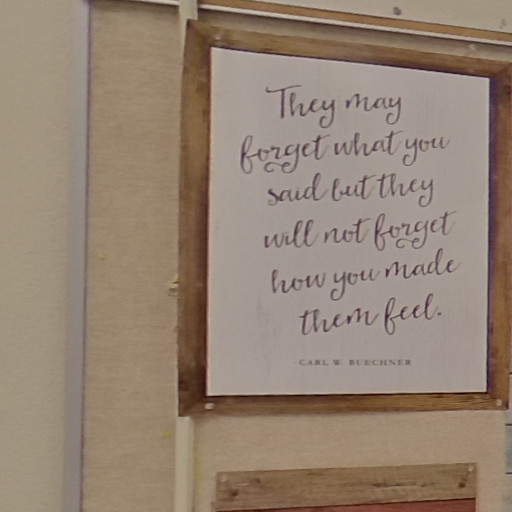 They may
forget what you
said but they
will not forget
how you made
them feel.
-CARL W. BUECHNER